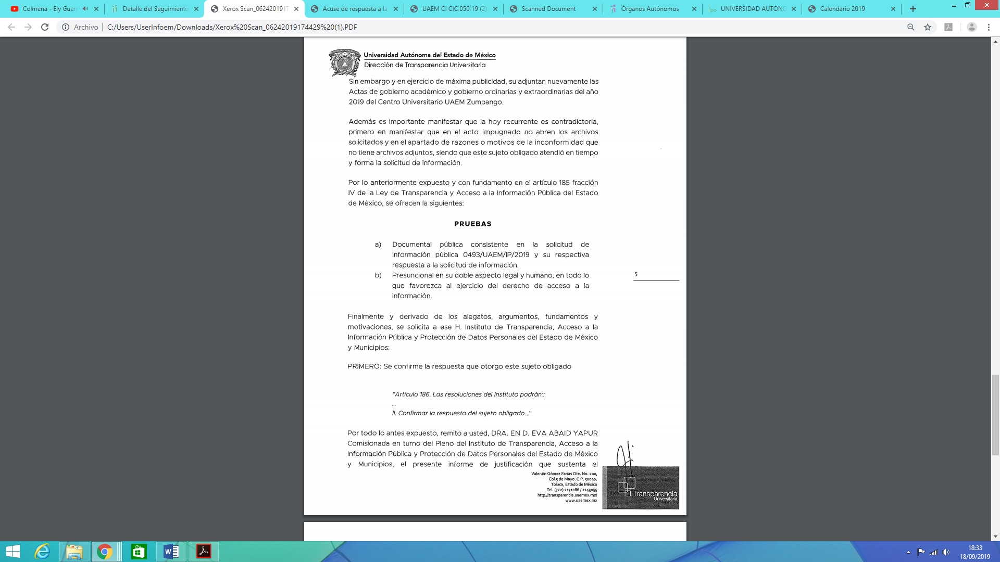 Colmena - Ely Guerr
Detalle del Seguimiento
Xerox Scan_0624201917
Acuse de respuesta a la
UAEM CI CIC 050 19 (2)
Scanned Document
Órganos Autónomos
UNIVERSIDAD AUTONO
Calendario 2019
Archivo
C:/Users/UserInfoem/Downloads/Xerox%20Scan_06242019174429%20(1).PDF
Universidad Autónoma del Estado de México
Dirección de Transparencia Universitaria
Sin embargo y en ejercicio de máxima publicidad, su adjuntan nuevamente las
Actas de gobierno académico y gobierno ordinarias y extraordinarias del año
2019 del Centro Universitario UAEM Zumpango.
Además es importante manifestar que la hoy recurrente es contradictoria,
primero en manifestar que en el acto impugnado no abren los archivos
solicitados y en el apartado de razones o motivos de la inconformidad que
no tiene archivos adjuntos, siendo que este sujeto obligado atendió en tiempo
y forma la solicitud de información.
Por lo anteriormente expuesto y con fundamento en el artículo 185 fracción
IV de la Ley de Transparencia y Acceso a la Información Pública del Estado
de México, se ofrecen la siguientes:
PRUEBAS
a) Documental pública consistente en la solicitud de
información pública 0493/UAEM/IP/2019 y su respectiva
respuesta a la solicitud de información.
b) Presuncional en su doble aspecto legal y humano, en todo lo
que favorezca al ejercicio del derecho de acceso a la
información.
5
Finalmente y derivado de los alegatos, argumentos, fundamentos y
motivaciones, se solicita a ese H. Instituto de Transparencia, Acceso a la
Información Pública y Protección de Datos Personales del Estado de México
y Municipios:
PRIMERO: Se confirme la respuesta que otorgo este sujeto obligado
“Artículo 186. Las resoluciones del Instituto podrán::
...
II. Confirmar la respuesta del sujeto obligado...”
Por todo lo antes expuesto, remito a usted, DRA. EN D. EVA ABAID YAPUR
Comisionada en turno del Pleno del Instituto de Transparencia, Acceso a la
Información Pública y Protección de Datos Personales del Estado de México
y Municipios, el presente informe de justificación que sustenta el
Valentín Gómez Farías Ote. No. 200,
Col.5 de Mayo. C.P. 50090.
Toluca, Estado de México
Tel. (722) 2131086 / 2143055
http://transparencia.uaemex.mx/
www.uaemex.mx
Transparencia
Universitaria
18:33
18/09/2019